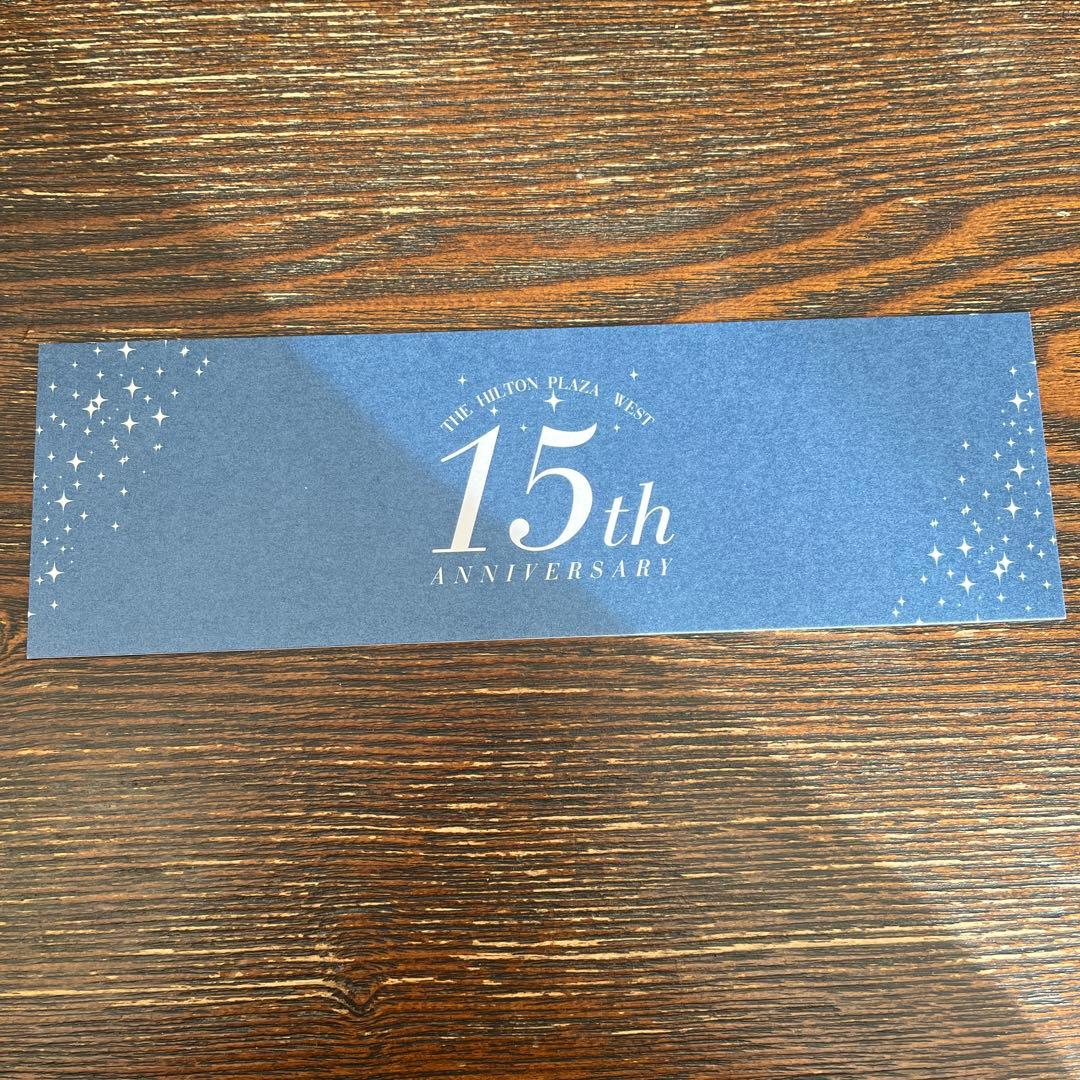 THE HILTON PLAZA WEST
15th
ANNIVERSARY